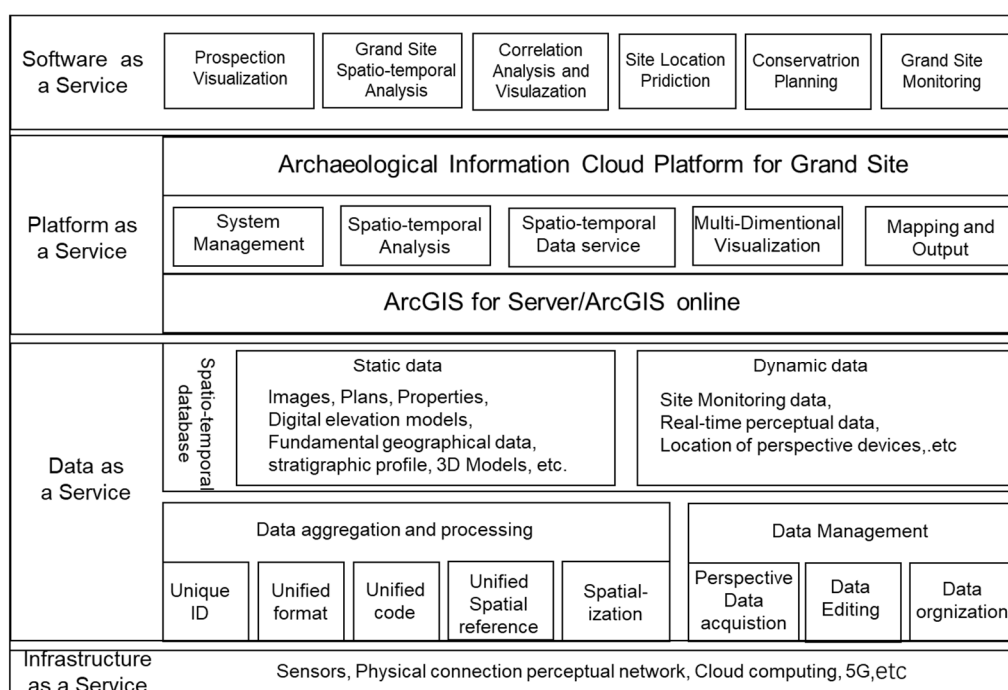 Software as
a Service
Prospection
Visualization
Grand Site
Spatio-temporal
Analysis
Correlation
Analysis and
Visulazation
Site Location
Pridiction
Conservatrion
Planning
Grand Site
Monitoring
Platform as
a Service
Archaeological Information Cloud Platform for Grand Site
System
Management
Spatio-temporal
Analysis
Spatio-temporal
Data service
Multi-Dimentional
Visualization
Mapping and
Output
ArcGIS for Server/ArcGIS online
Data as
a Service
Spatio-temporal
database
Static data
Images, Plans, Properties,
Digital elevation models,
Fundamental geographical data,
stratigraphic profile, 3D Models, etc.
Dynamic data
Site Monitoring data,
Real-time perceptual data,
Location of perspective devices,.etc
Data aggregation and processing
Unique
ID
Unified
format
Unified
code
Unified
Spatial
reference
Spatial-
ization
Data Management
Perspective
Data
acquistion
Data
Editing
Data
orgnization
Infrastructure
as a Service
Sensors, Physical connection perceptual network, Cloud computing, 5G,etc